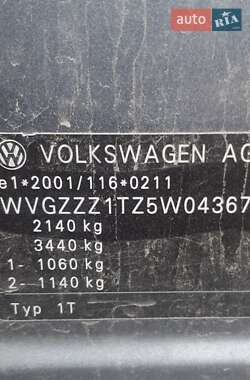 auto RIA
VOLKSWAGEN AG
e1*2001/116*0211
WVGZZZ1TZ5W04367
2140 kg
3440 kg
1- 1060 kg
2- 1140 kg
Typ 1T